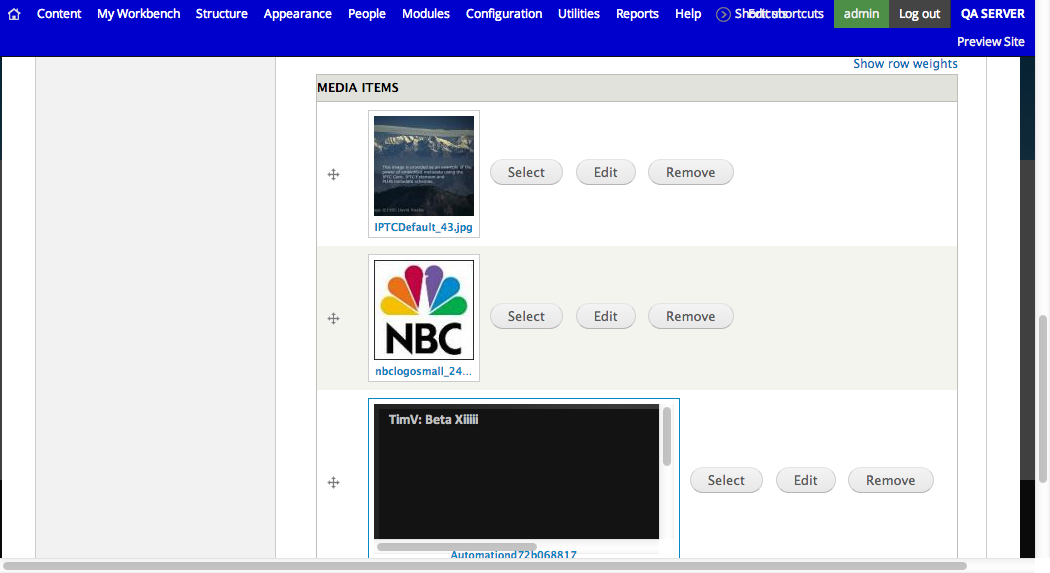 Content My Workbench Structure Appearance People Modules Configuration Utilities Reports Help Shortcuts Edit shortcuts admin Log out QA SERVER
Preview Site
Show row weights
MEDIA ITEMS
This image is provided as an example of the
power of embedded metadata using the
IPTC Core, IPTC Extension and
PLUS metadata schemas.
Select Edit Remove
IPTCDefault_43.jpg
NBC
Select Edit Remove
nbclogosmall_24...
TimV: Beta Xiiiii
Select Edit Remove
Automationd72b068817